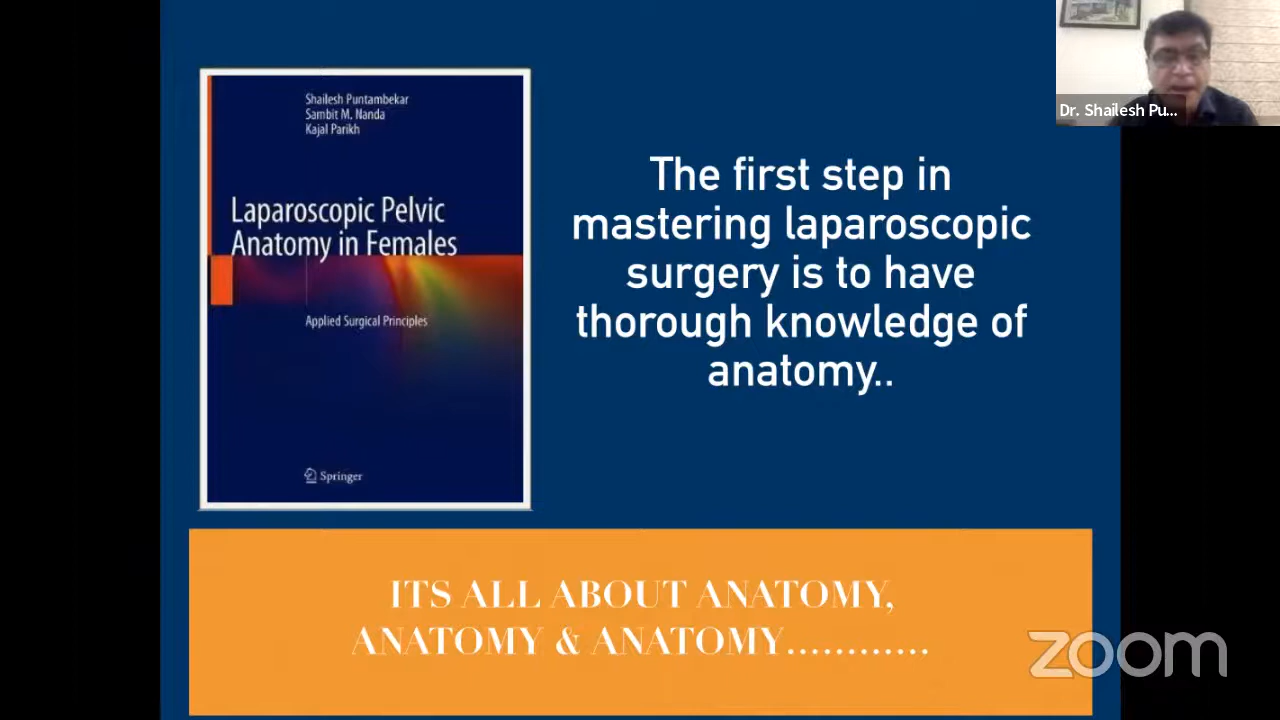 Shailesh Puntambekar
Sambit M. Nanda
Kajal Parikh
Laparoscopic Pelvic
Anatomy in Females
Applied Surgical Principles
Springer
The first step in
mastering laparoscopic
surgery is to have
thorough knowledge of
anatomy..
Dr. Shailesh Pu...
ITS ALL ABOUT ANATOMY,
ANATOMY & ANATOMY............
zoom